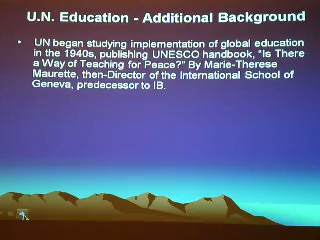 U.N. Education - Additional Background
• UN began studying implementation of global education
in the 1940s, publishing UNESCO handbook, "Is There
a Way of Teaching for Peace?" By Marie-Therese
Maurette, then-Director of the International School of
Geneva, predecessor to IB.